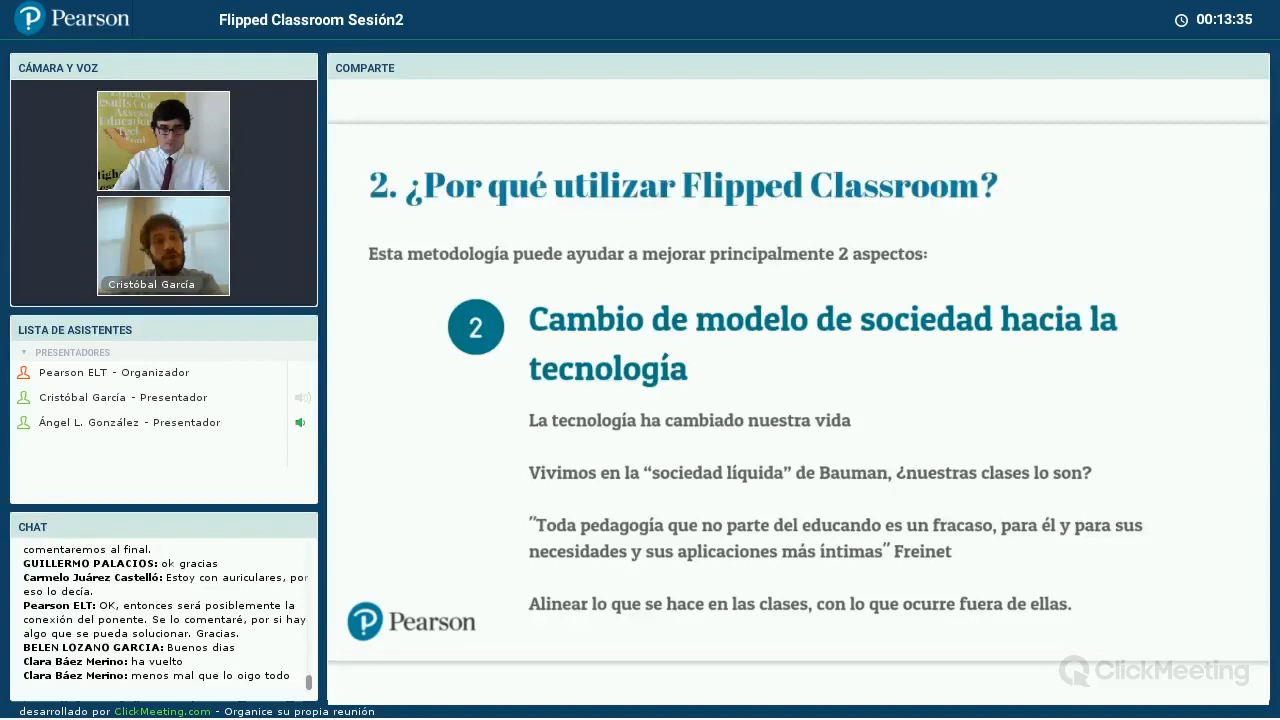 Pearson
Flipped Classroom Sesión2
00:13:35
CÁMARA Y VOZ
Cristóbal García
LISTA DE ASISTENTES
PRESENTADORES
Pearson ELT - Organizador
Cristóbal García - Presentador
Ángel L. González - Presentador
CHAT
comentaremos al final.
GUILLERMO PALACIOS: ok gracias
Carmelo Juárez Castelló: Estoy con auriculares, por
eso lo decía.
Pearson ELT: OK, entonces será posiblemente la
conexión del ponente. Se lo comentaré, por si hay
algo que se pueda solucionar. Gracias.
BELEN LOZANO GARCIA: Buenos dias
Clara Báez Merino: ha vuelto
Clara Báez Merino: menos mal que lo oigo todo
COMPARTE
2. ¿Por qué utilizar Flipped Classroom?
Esta metodología puede ayudar a mejorar principalmente 2 aspectos:
2
Cambio de modelo de sociedad hacia la
tecnología
La tecnología ha cambiado nuestra vida
Vivimos en la “sociedad líquida” de Bauman, ¿nuestras clases lo son?
"Toda pedagogía que no parte del educando es un fracaso, para él y para sus
necesidades y sus aplicaciones más íntimas" Freinet
Alinear lo que se hace en las clases, con lo que ocurre fuera de ellas.
Pearson
ClickMeeting
desarrollado por ClickMeeting.com - Organice su propia reunión